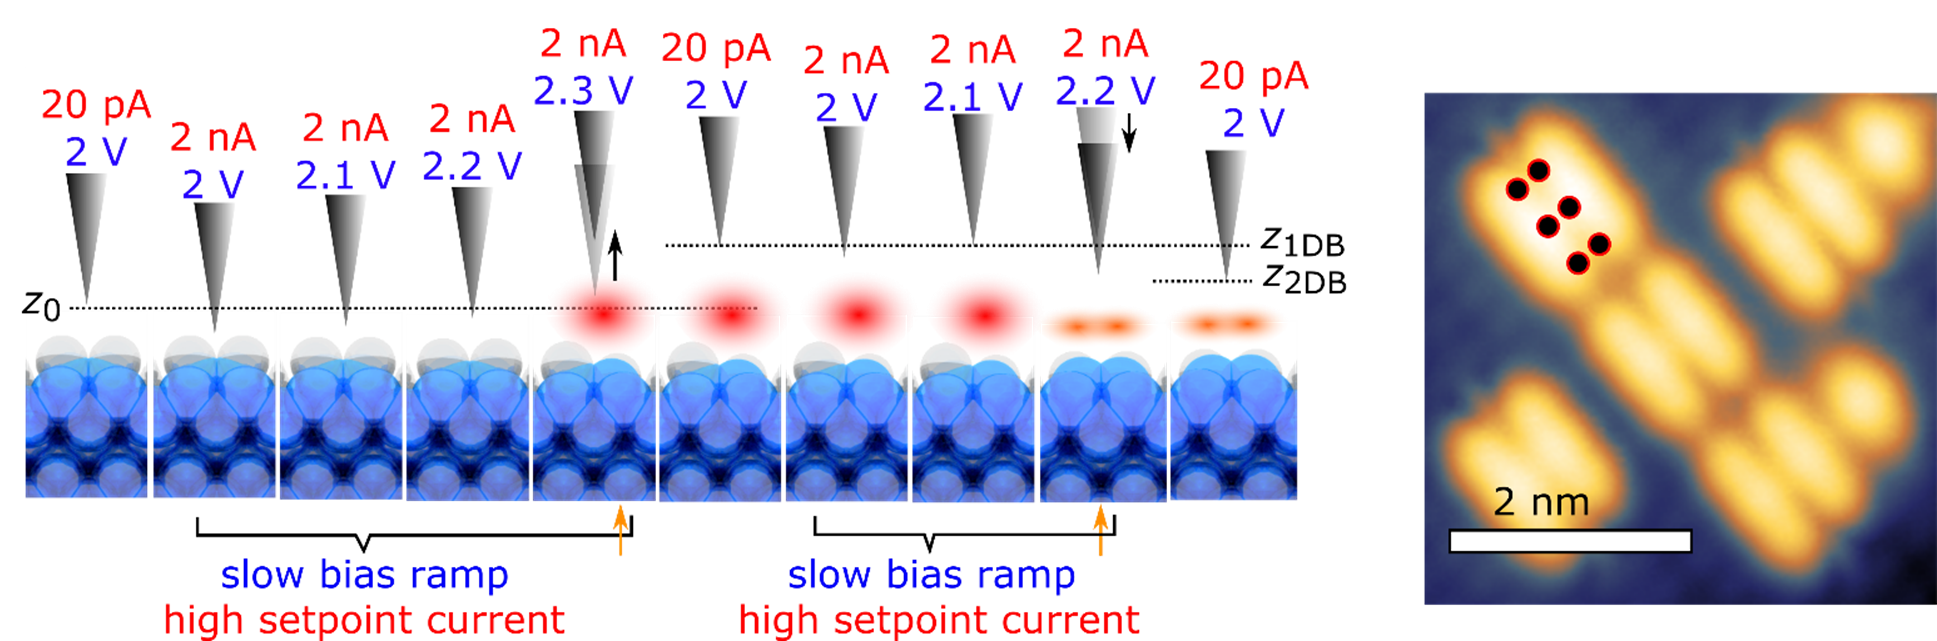 20 pA
2 V
2 nA
2 V
2 nA
2.1 V
2 nA
2.2 V
2 nA
2.3 V
20 pA
2 V
2 nA
2 V
2 nA
2.1 V
2 nA
2.2 V
20 pA
2 V
z0
z1DB
z2DB
slow bias ramp
high setpoint current
slow bias ramp
high setpoint current
2 nm